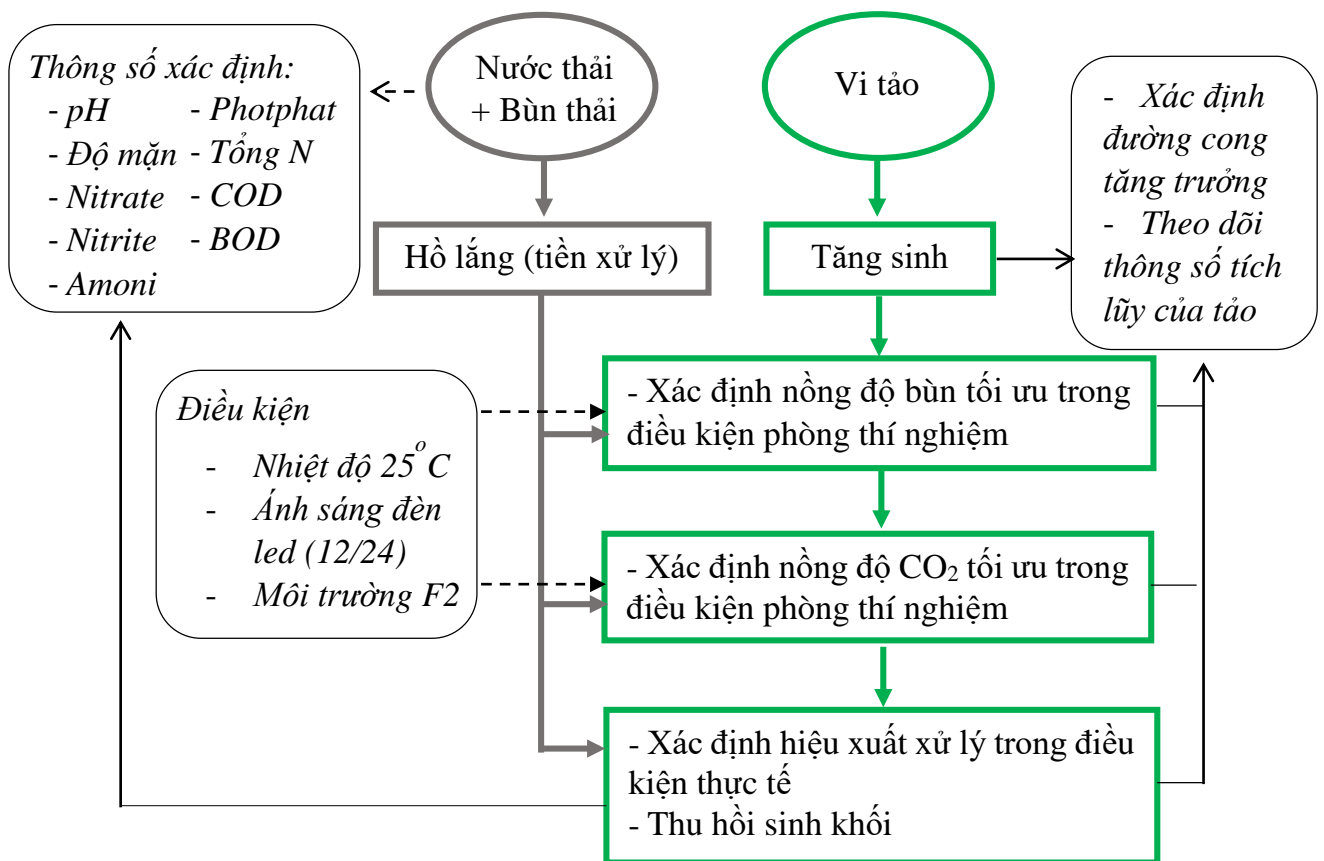 Thông số xác định:
- pH
- Độ mặn
- Nitrate
- Nitrite
- Amoni
- Photphat
- Tổng N
- COD
- BOD
Nước thải
+ Bùn thải
Vi tảo
- Xác định
đường cong
tăng trưởng
- Theo dõi
thông số tích
lũy của tảo
Hồ lắng (tiền xử lý)
Tăng sinh
Điều kiện
- Nhiệt độ 25°C
- Ánh sáng đèn
led (12/24)
- Môi trường F2
- Xác định nồng độ bùn tối ưu trong
điều kiện phòng thí nghiệm
- Xác định nồng độ CO₂ tối ưu trong
điều kiện phòng thí nghiệm
- Xác định hiệu xuất xử lý trong điều
kiện thực tế
- Thu hồi sinh khối